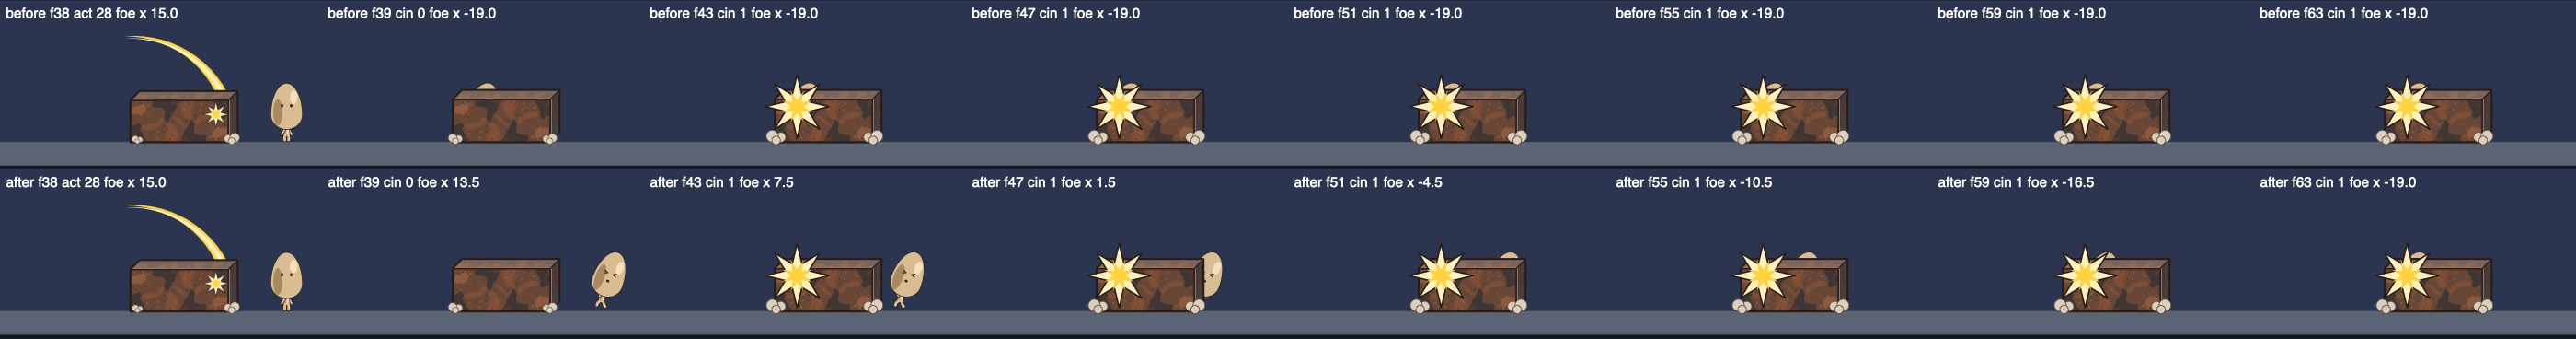 before f38 act 28 foe x 15.0
before f39 cin 0 foe x -19.0
before f43 cin 1 foe x -19.0
before f47 cin 1 foe x -19.0
before f51 cin 1 foe x -19.0
before f55 cin 1 foe x -19.0
before f59 cin 1 foe x -19.0
before f63 cin 1 foe x -19.0
after f38 act 28 foe x 15.0
after f39 cin 0 foe x 13.5
after f43 cin 1 foe x 7.5
after f47 cin 1 foe x 1.5
after f51 cin 1 foe x -4.5
after f55 cin 1 foe x -10.5
after f59 cin 1 foe x -16.5
after f63 cin 1 foe x -19.0